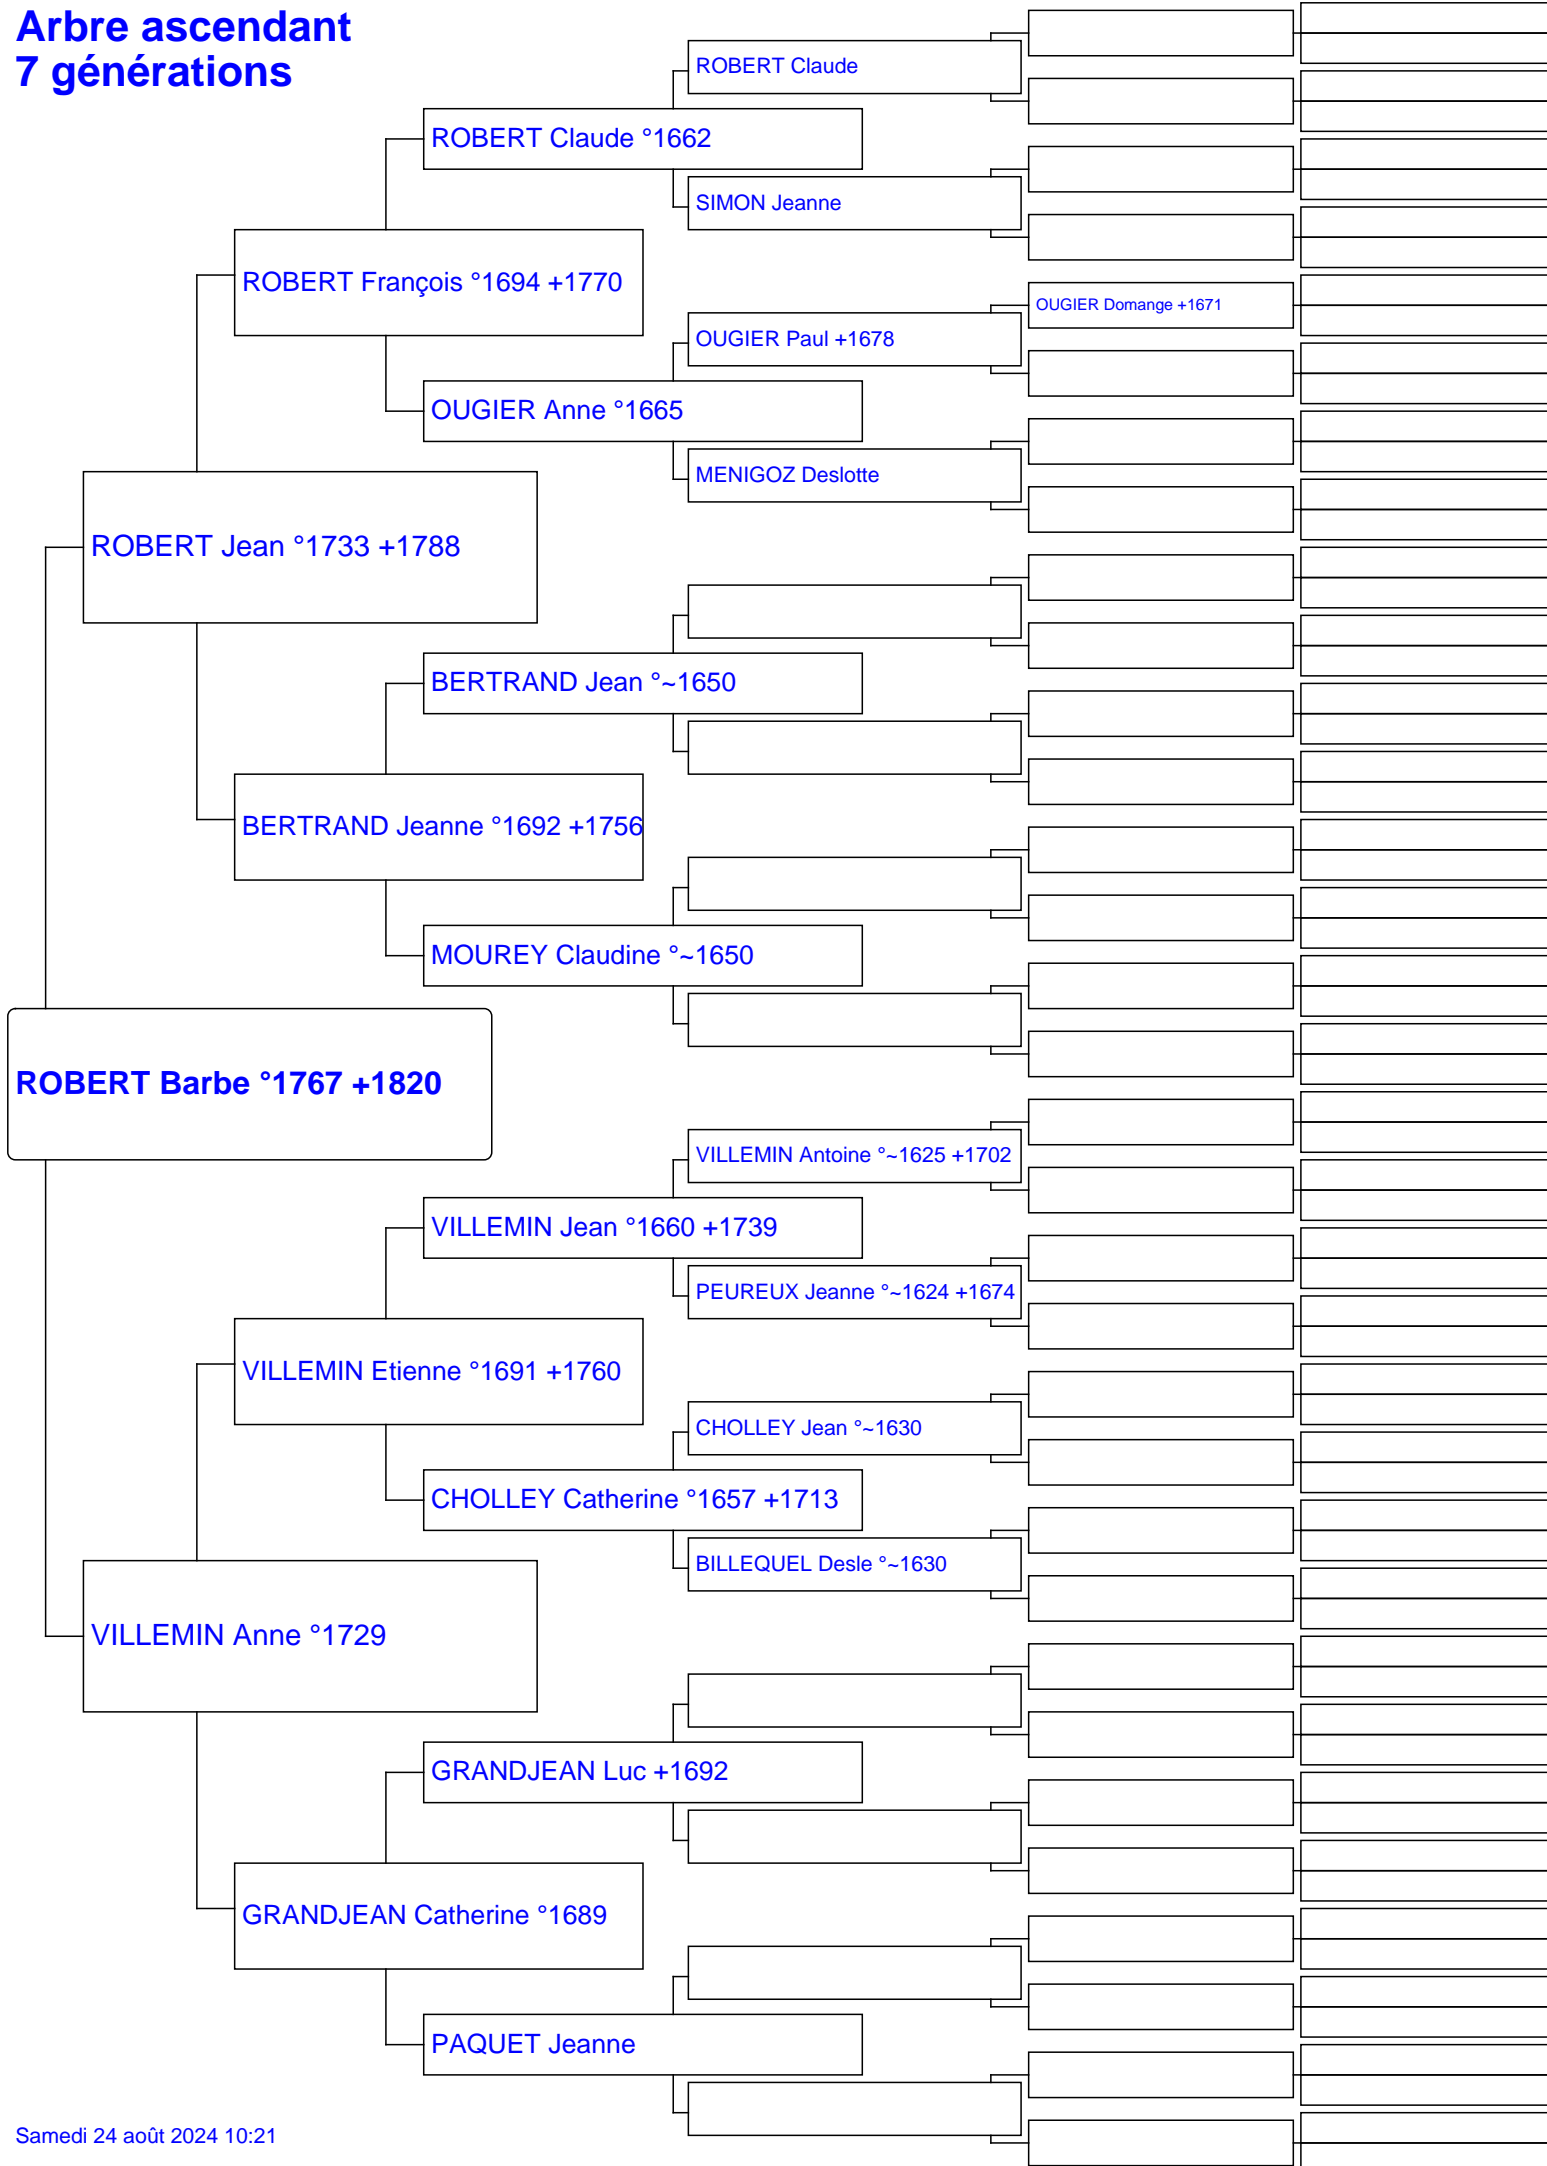 Arbre ascendant
7 générations
ROBERT Claude
ROBERT Claude °1662
SIMON Jeanne
ROBERT François °1694 +1770
OUGIER Domange +1671
OUGIER Paul +1678
OUGIER Anne °1665
MENIGOZ Deslotte
ROBERT Jean °1733 +1788
BERTRAND Jean °~1650
BERTRAND Jeanne °1692 +1756
MOUREY Claudine °~1650
ROBERT Barbe °1767 +1820
VILLEMIN Antoine °~1625 +1702
VILLEMIN Jean °1660 +1739
PEUREUX Jeanne °~1624 +1674
VILLEMIN Etienne °1691 +1760
CHOLLEY Jean °~1630
CHOLLEY Catherine °1657 +1713
BILLEQUEL Desle °~1630
VILLEMIN Anne °1729
GRANDJEAN Luc +1692
GRANDJEAN Catherine °1689
PAQUET Jeanne
Samedi 24 août 2024 10:21